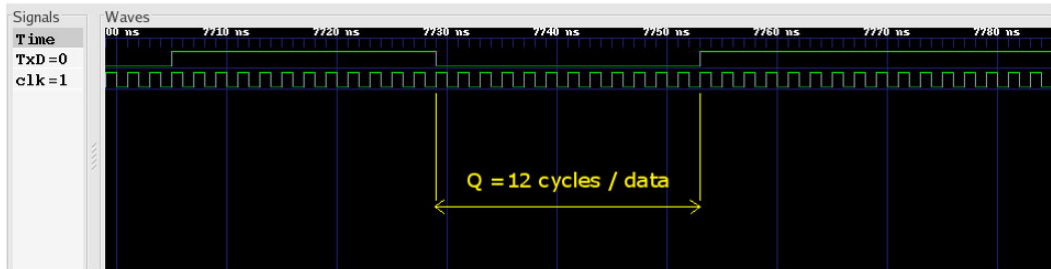 Signals
Waves
00 ns 7710 ns 7720 ns 7730 ns 7740 ns 7750 ns 7760 ns 7770 ns 7780 ns
Time
TxD=0
clk=1
Q =12 cycles / data